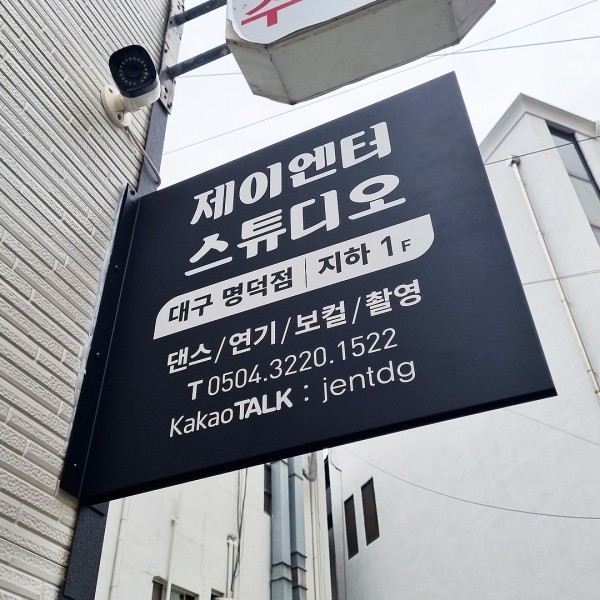 제이엔터
스튜디오
대구 명덕점 | 지하 1F
댄스/연기/보컬/촬영
T 0504.3220.1522
KakaoTALK : jentdg